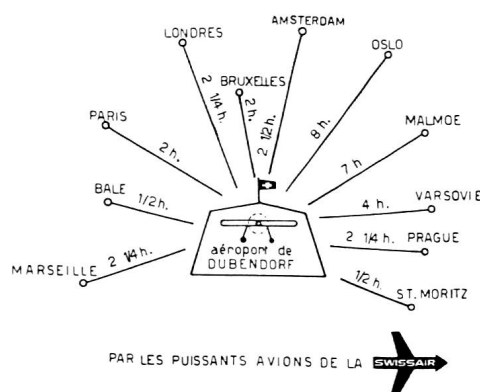 AMSTERDAM
LONDRES
OSLO
BRUXELLES
2 1/4 h.
2 h.
2 1/2 h.
8 h.
PARIS
2 h.
MALMOE
7 h
BALE
1/2 h.
4 h.
VARSOVIE
2 1/4 h.
PRAGUE
aéroport de
DUBENDORF
MARSEILLE
2 1/4 h.
1/2 h.
ST. MORITZ
PAR LES PUISSANTS AVIONS DE LA SWISSAIR